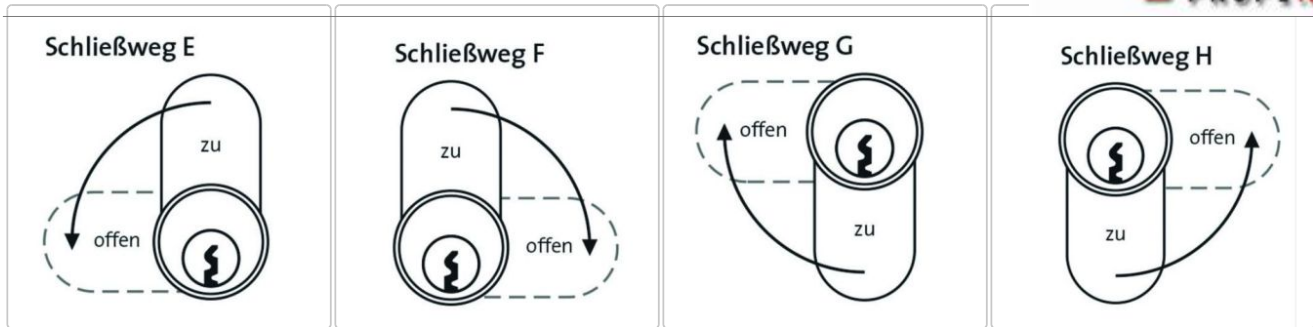 Schließweg E
zu
offen
Schließweg F
zu
offen
Schließweg G
offen
zu
Schließweg H
offen
zu